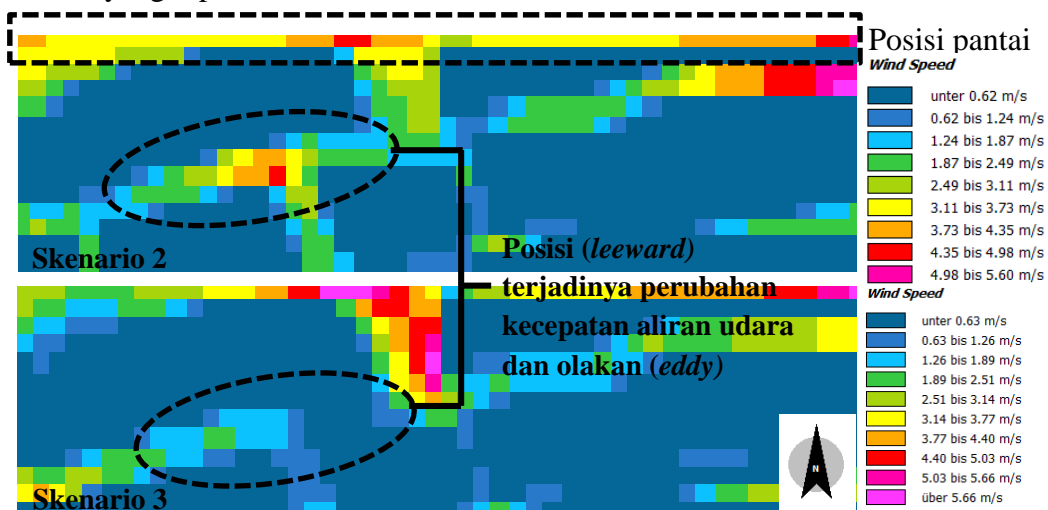 Posisi pantai
Wind Speed
unter 0.62 m/s
0.62 bis 1.24 m/s
1.24 bis 1.87 m/s
1.87 bis 2.49 m/s
2.49 bis 3.11 m/s
3.11 bis 3.73 m/s
3.73 bis 4.35 m/s
4.35 bis 4.98 m/s
4.98 bis 5.60 m/s
Skenario 2
Posisi (leeward)
terjadinya perubahan
kecepatan aliran udara
dan olakan (eddy)
Wind Speed
unter 0.63 m/s
0.63 bis 1.26 m/s
1.26 bis 1.89 m/s
1.89 bis 2.51 m/s
2.51 bis 3.14 m/s
3.14 bis 3.77 m/s
3.77 bis 4.40 m/s
4.40 bis 5.03 m/s
5.03 bis 5.66 m/s
über 5.66 m/s
Skenario 3
N